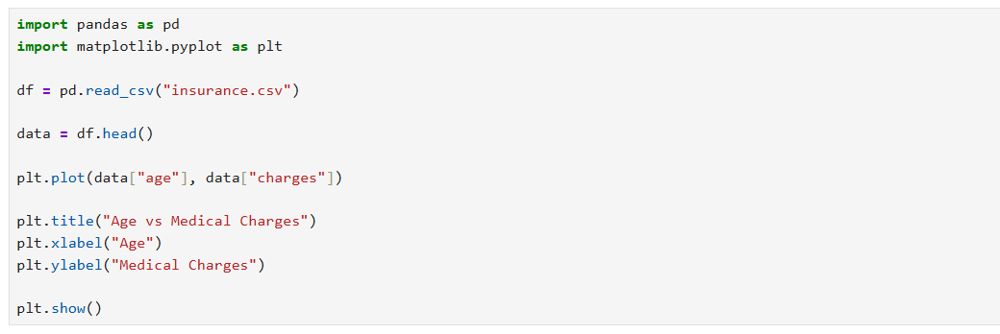 import pandas as pd
import matplotlib.pyplot as plt
df = pd.read_csv("insurance.csv")
data = df.head()
plt.plot(data["age"], data["charges"])
plt.title("Age vs Medical Charges")
plt.xlabel("Age")
plt.ylabel("Medical Charges")
plt.show()